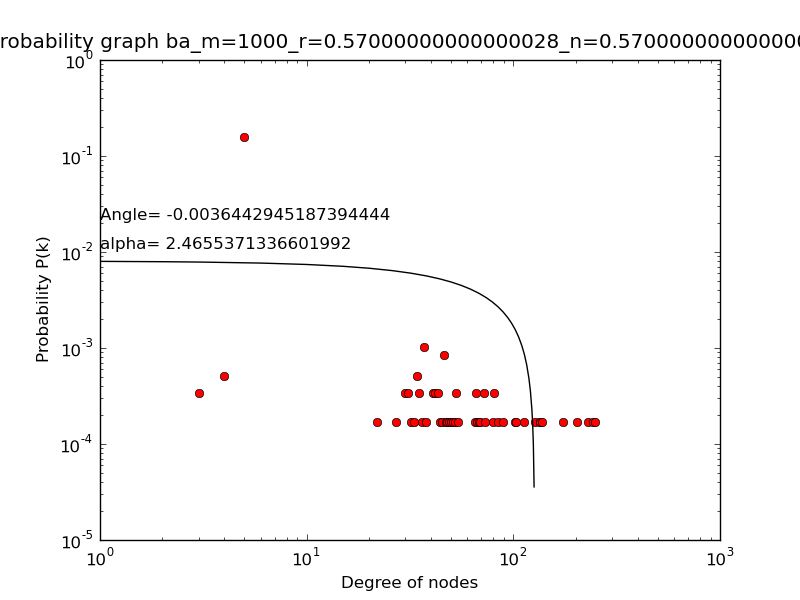 robability graph ba_m=1000_r=0.57000000000000028_n=0.5700000000000000
10^0
10^-1
Angle= -0.0036442945187394444
alpha= 2.4655371336601992
10^-2
Probability P(k)
10^-3
10^-4
10^-5
10^0 10^1 10^2 10^3
Degree of nodes